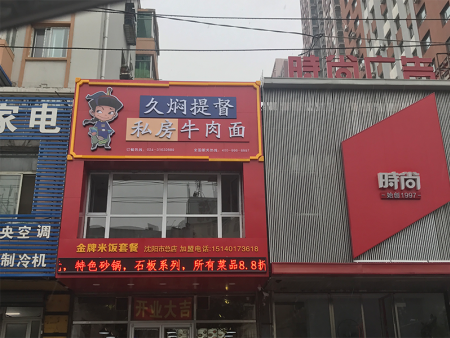 家电
央空调
制冷机
久焖提督
私房牛肉面
金牌米饭套餐 沈阳市总店 加盟电话:15140173618
特色砂锅,石板系列,所有菜品8.8折
开业大吉
時尚广告
時尚
始创1997